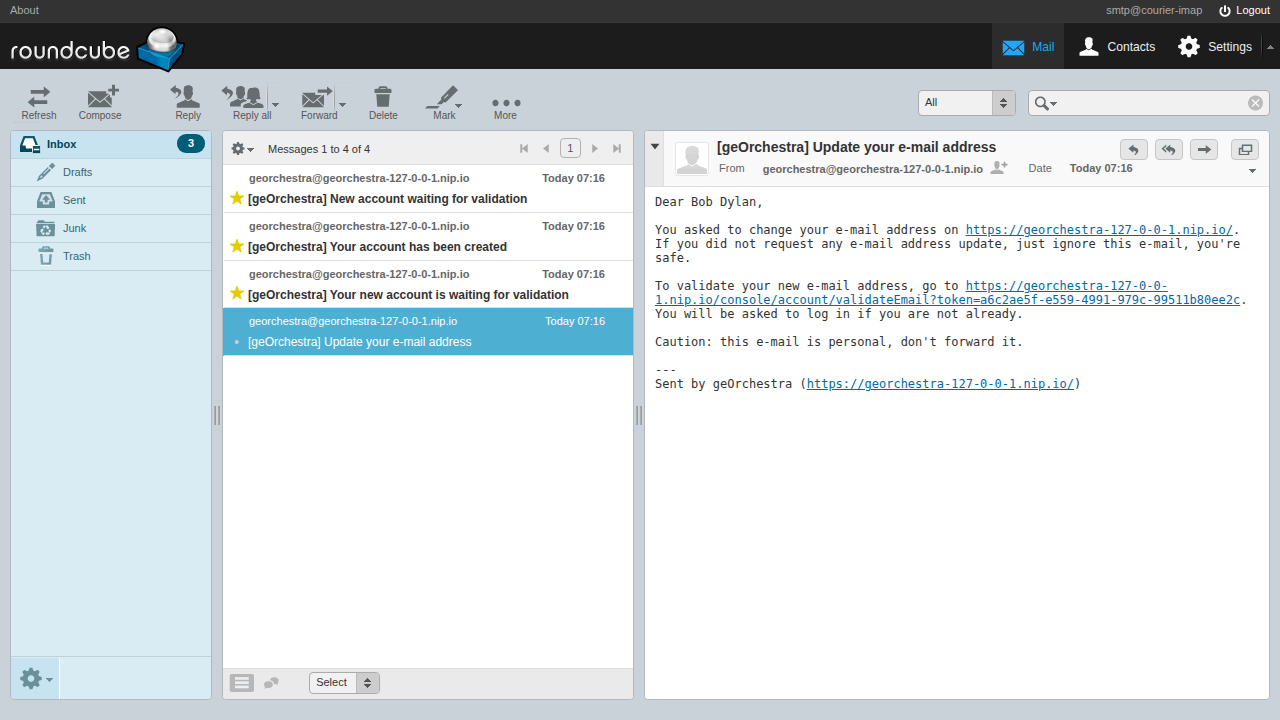 About
smtp@courier-imap Logout
roundcube
Mail Contacts Settings
Refresh Compose Reply Reply all Forward Delete Mark More
All
Inbox 3
Drafts
Sent
Junk
Trash
Messages 1 to 4 of 4 1
georchestra@georchestra-127-0-0-1.nip.io Today 07:16
[geOrchestra] New account waiting for validation
georchestra@georchestra-127-0-0-1.nip.io Today 07:16
[geOrchestra] Your account has been created
georchestra@georchestra-127-0-0-1.nip.io Today 07:16
[geOrchestra] Your new account is waiting for validation
georchestra@georchestra-127-0-0-1.nip.io Today 07:16
[geOrchestra] Update your e-mail address
Select
[geOrchestra] Update your e-mail address
From georchestra@georchestra-127-0-0-1.nip.io Date Today 07:16
Dear Bob Dylan,
You asked to change your e-mail address on https://georchestra-127-0-0-1.nip.io/.
If you did not request any e-mail address update, just ignore this e-mail, you're
safe.
To validate your new e-mail address, go to https://georchestra-127-0-0-
1.nip.io/console/account/validateEmail?token=a6c2ae5f-e559-4991-979c-99511b80ee2c.
You will be asked to log in if you are not already.
Caution: this e-mail is personal, don't forward it.
---
Sent by geOrchestra (https://georchestra-127-0-0-1.nip.io/)